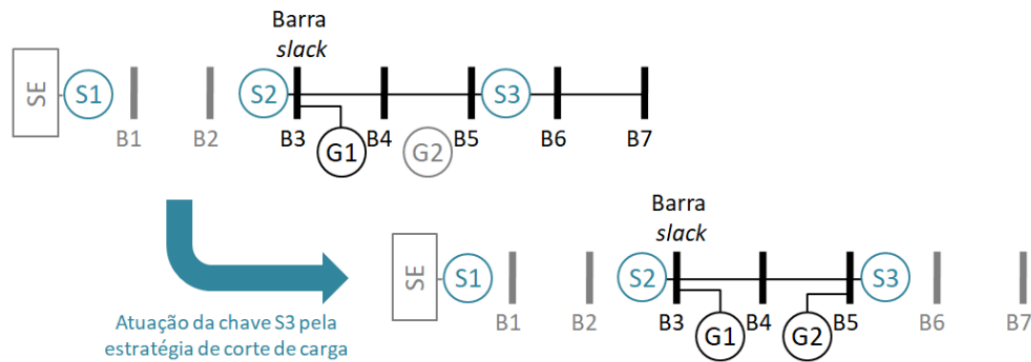 Barra
slack
SE
S1
S2
S3
B1
B2
B3
B4
B5
B6
B7
G1
G2
Barra
slack
SE
S1
S2
S3
B1
B2
B3
B4
B5
B6
B7
G1
G2
Atuação da chave S3 pela
estratégia de corte de carga